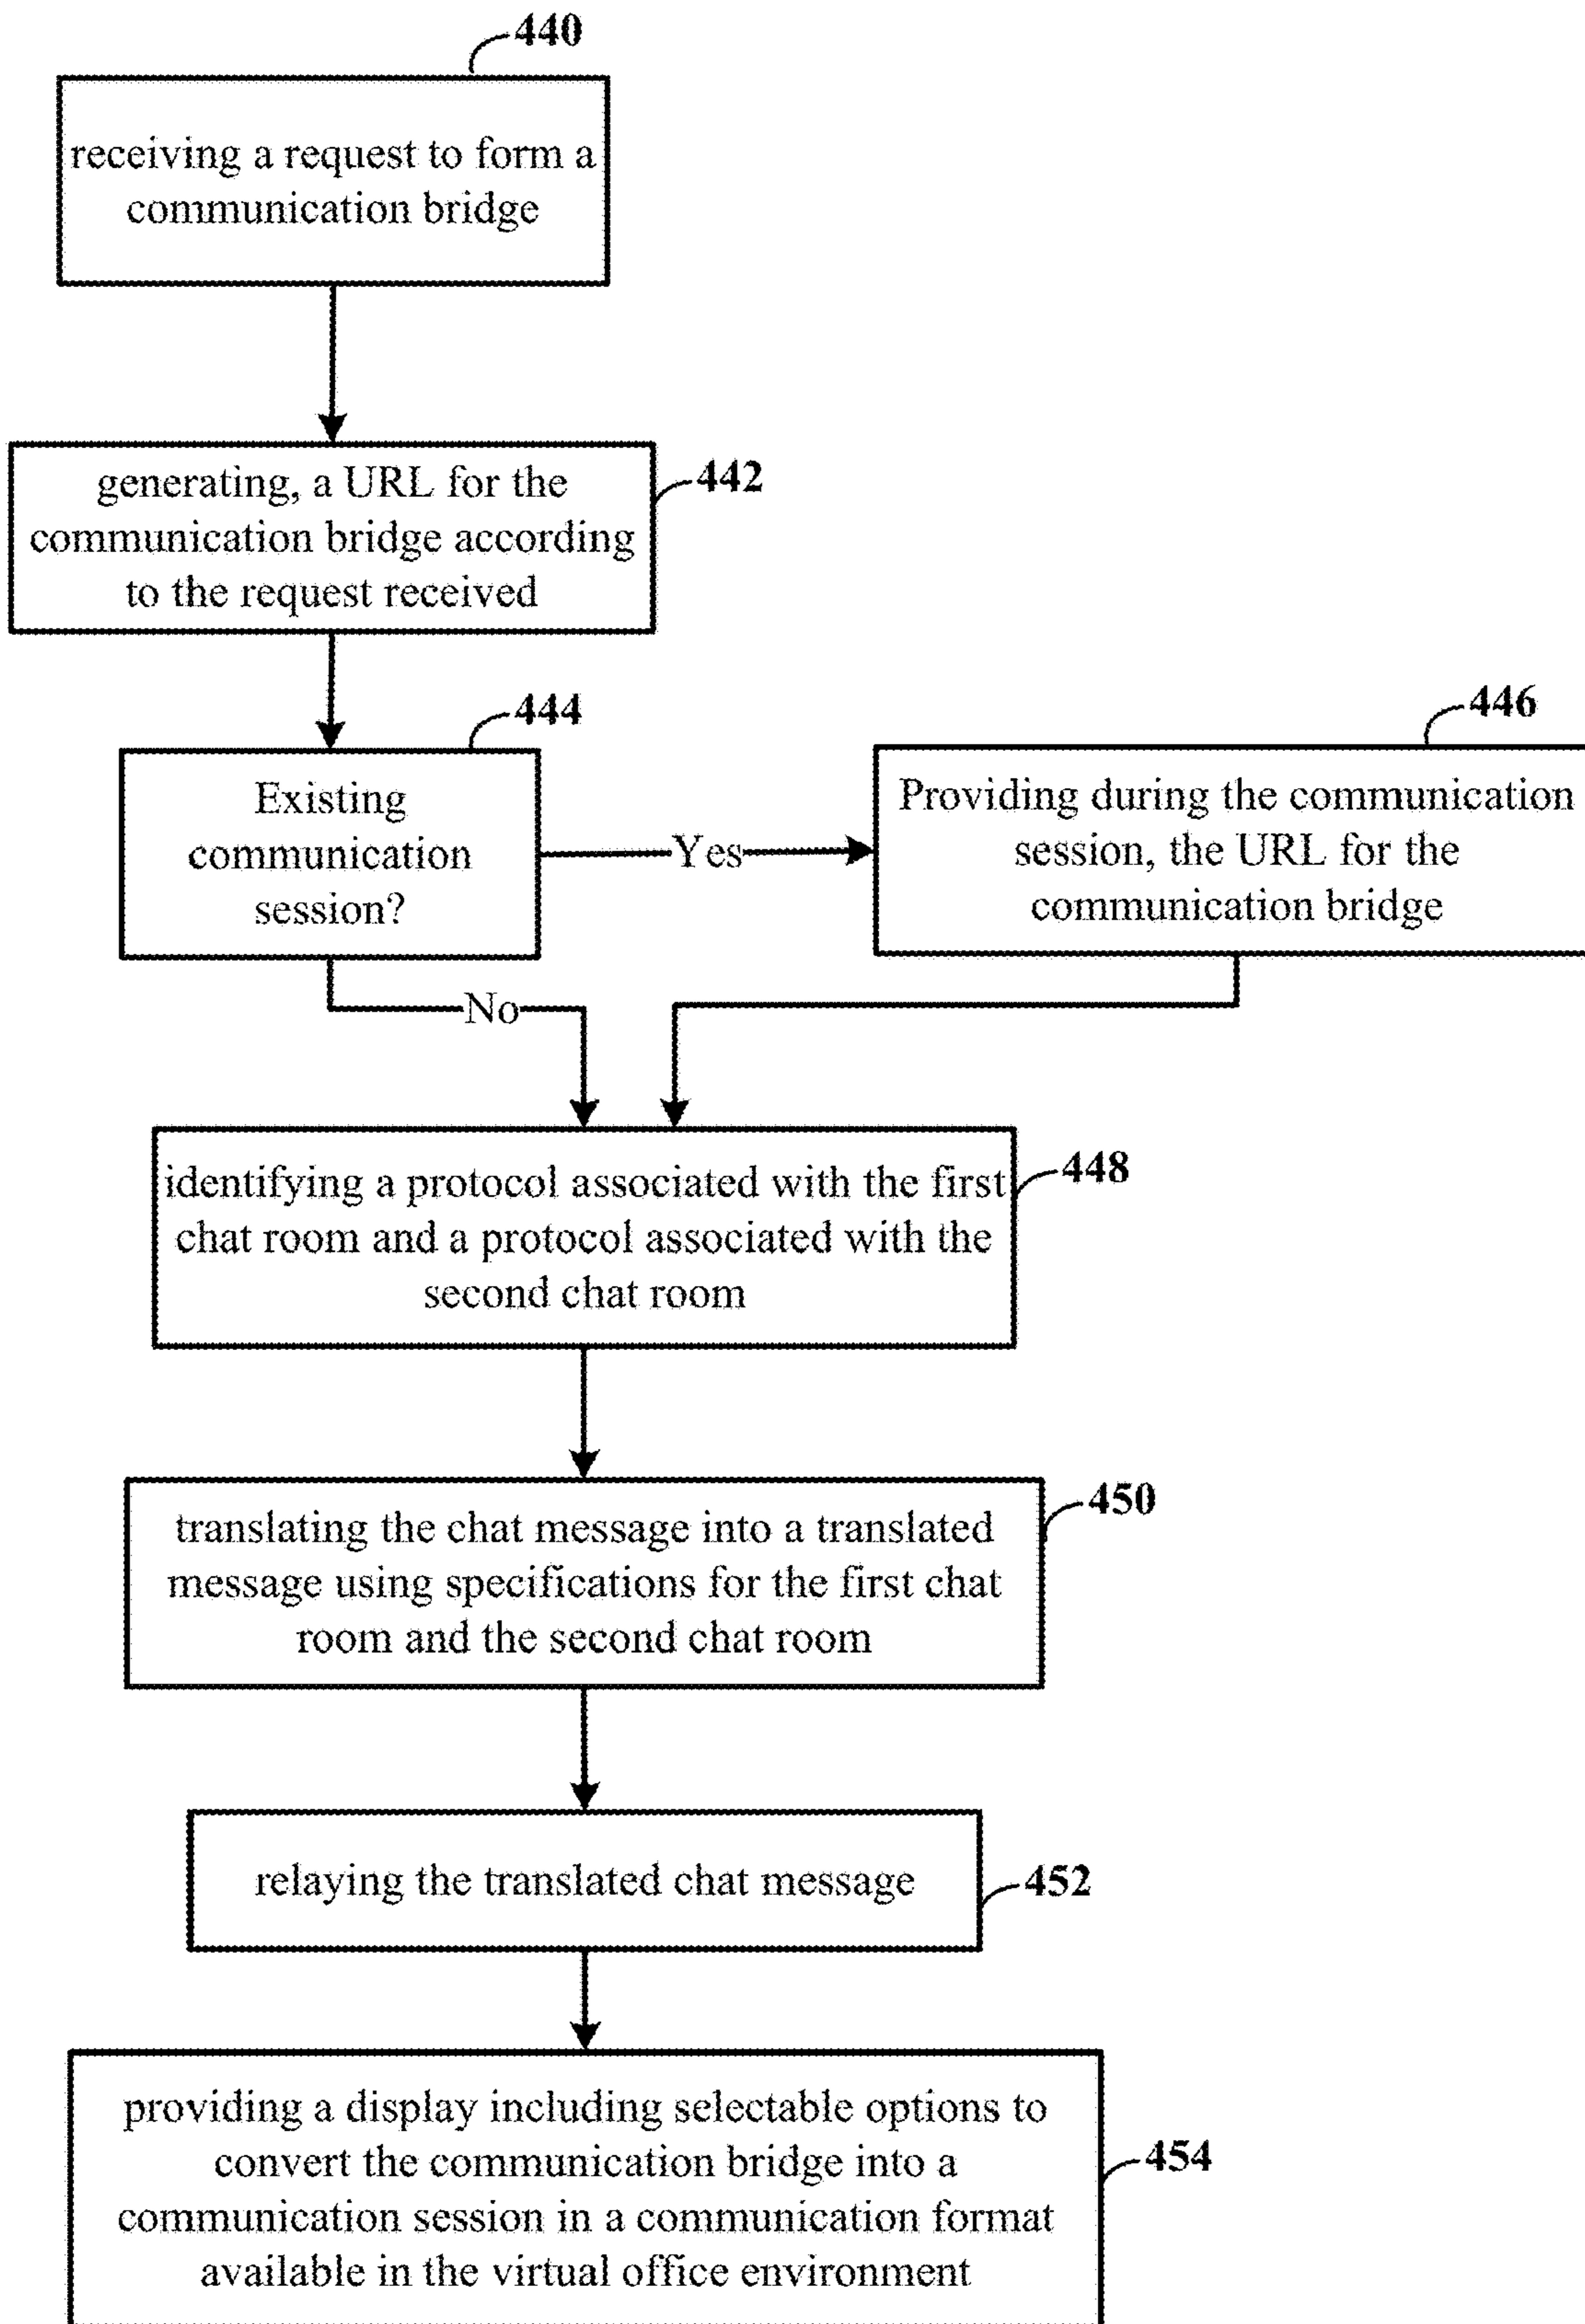 440
receiving a request to form a
communication bridge
generating, a URL for the
communication bridge according
to the request received
442
444
Existing
communication
session?
Yes
446
Providing during the communication
session, the URL for the
communication bridge
No
identifying a protocol associated with the first
chat room and a protocol associated with the
second chat room
448
translating the chat message into a translated
message using specifications for the first chat
room and the second chat room
450
relaying the translated chat message
452
providing a display including selectable options to
convert the communication bridge into a
communication session in a communication format
available in the virtual office environment
454